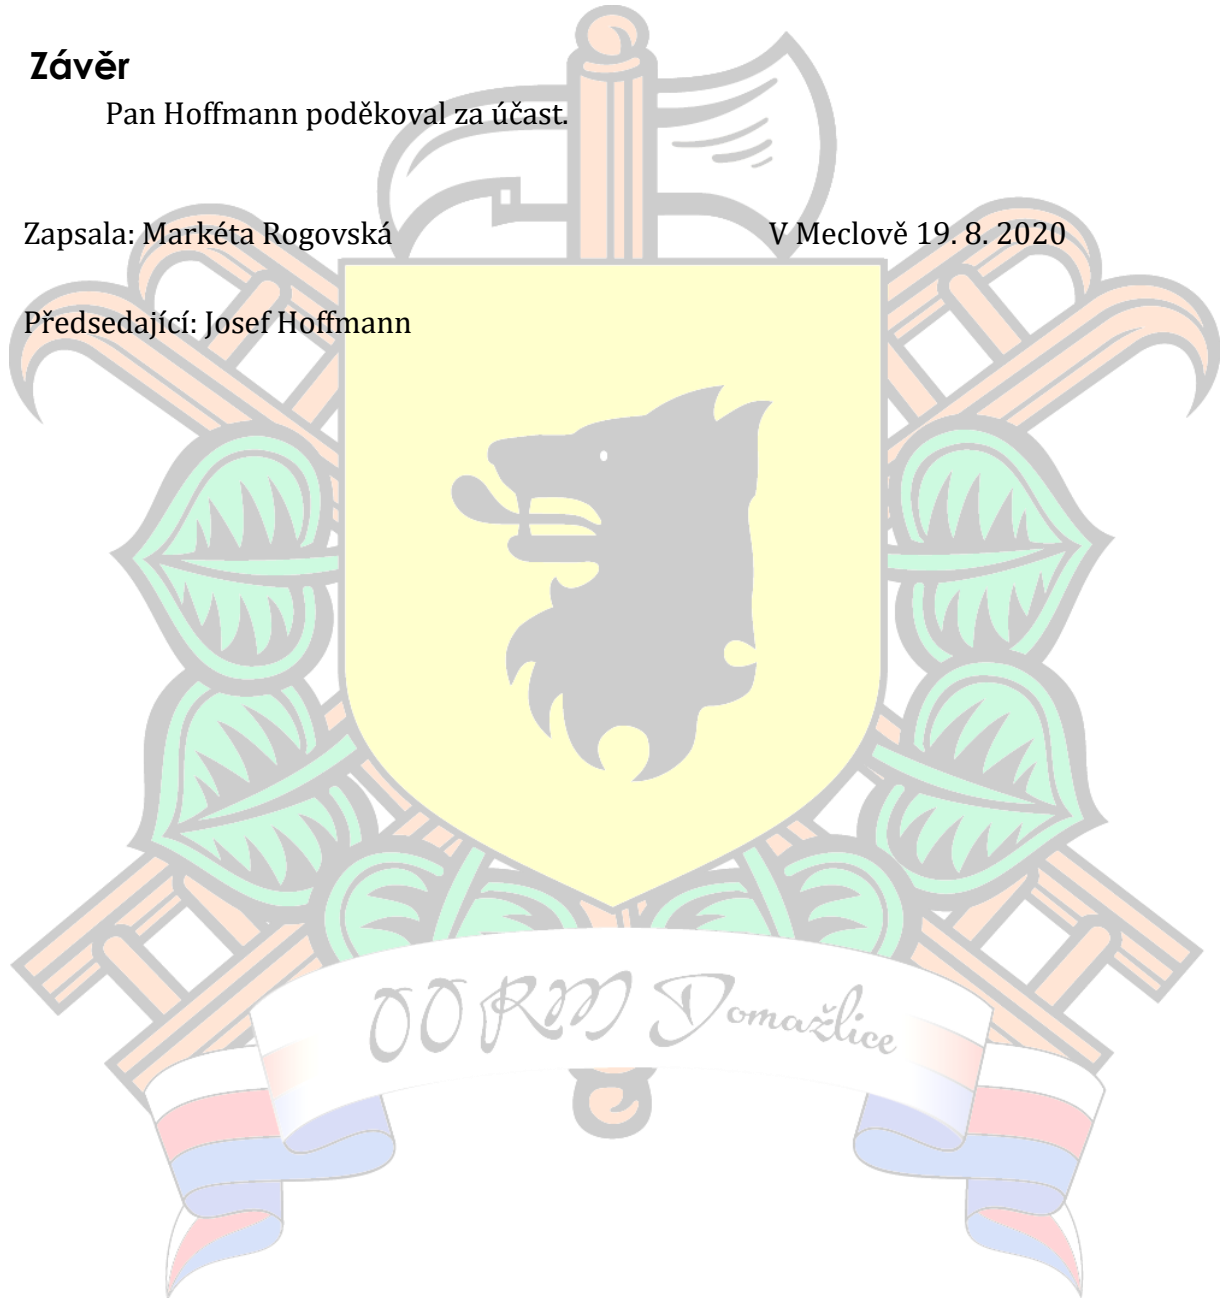 Závěr
Pan Hoffmann poděkoval za účast.
Zapsala: Markéta Rogovská V Meclově 19. 8. 2020
Předsedající: Josef Hoffmann
OORM Domažlice